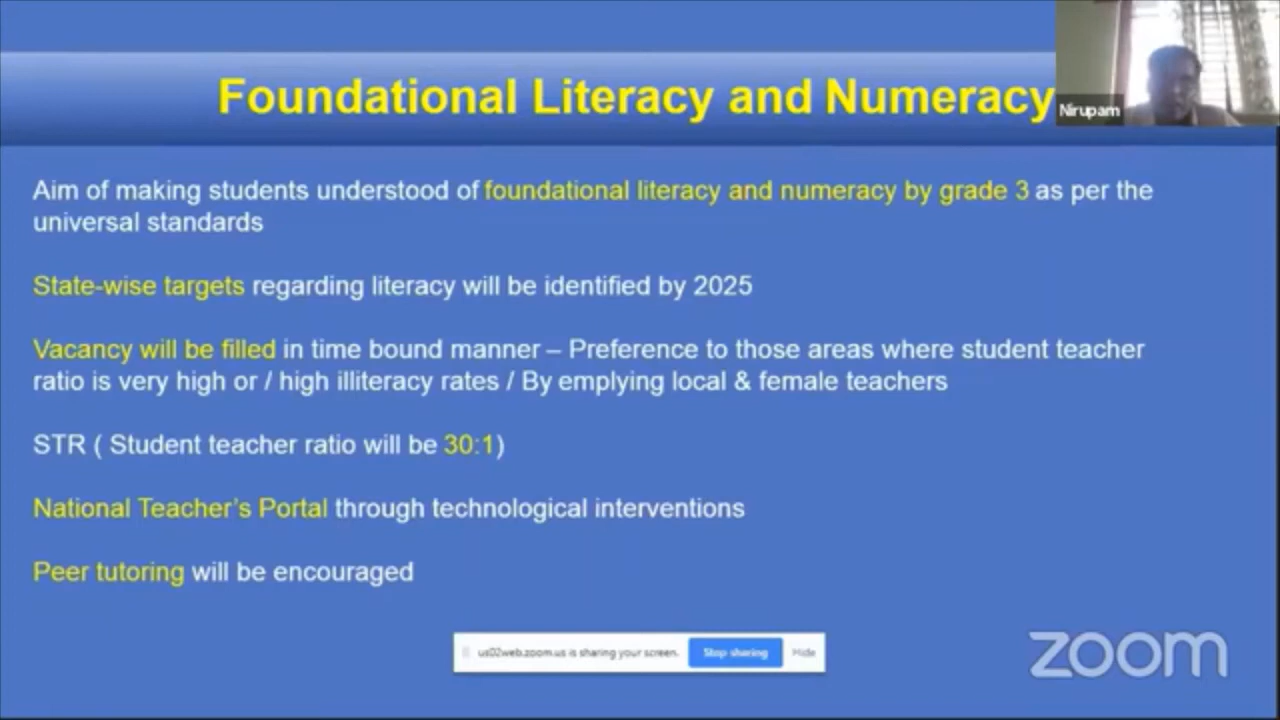 Foundational Literacy and Numeracy
Nirupam
Aim of making students understood of foundational literacy and numeracy by grade 3 as per the
universal standards
State-wise targets regarding literacy will be identified by 2025
Vacancy will be filled in time bound manner – Preference to those areas where student teacher
ratio is very high or / high illiteracy rates / By emplying local & female teachers
STR ( Student teacher ratio will be 30:1)
National Teacher's Portal through technological interventions
Peer tutoring will be encouraged
us02web.zoom.us is sharing your screen. Stop sharing Hide
zoom